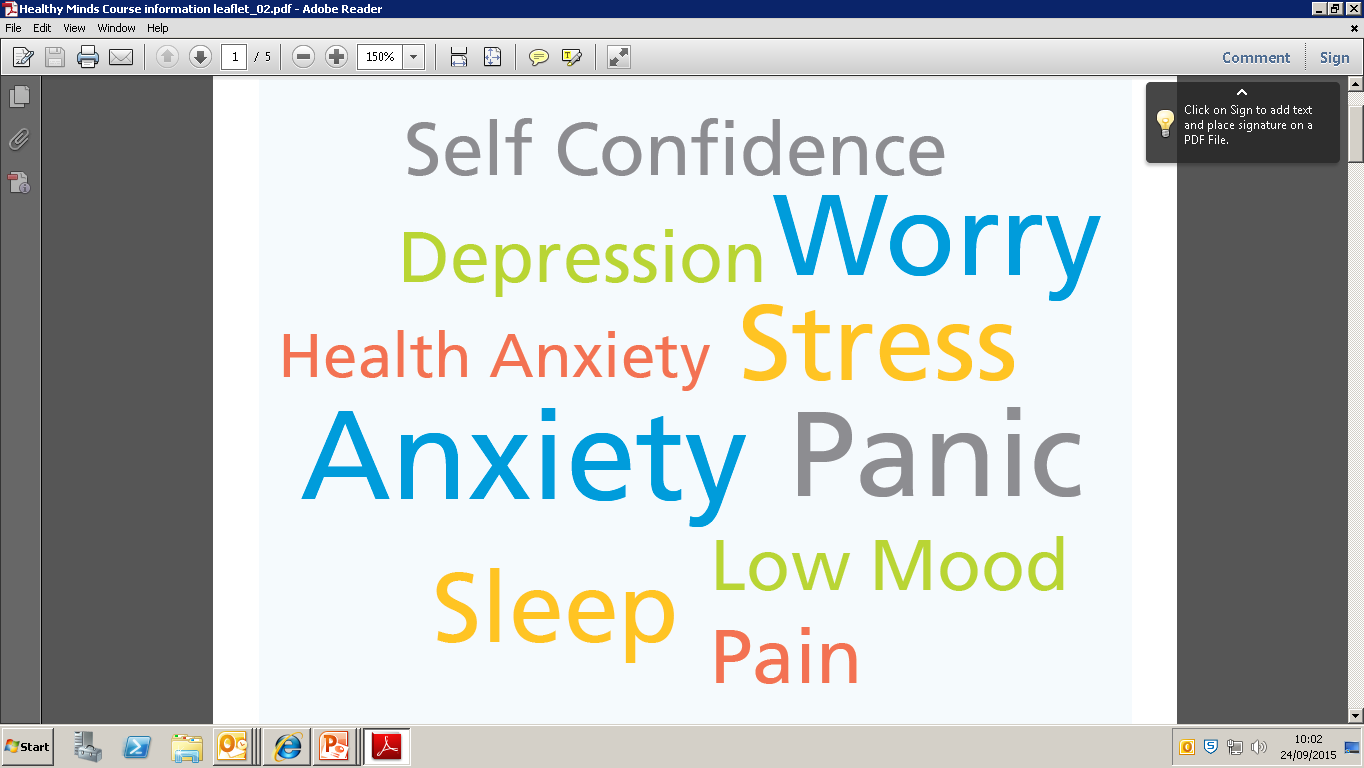 Healthy Minds Course information leaflet_02.pdf - Adobe Reader
File Edit View Window Help
1 / 5 150% Comment Sign
Click on Sign to add text
and place signature on a
PDF File.
Self Confidence
Depression Worry
Health Anxiety Stress
Anxiety Panic
Sleep Low Mood
Pain
Start
10:02
24/09/2015